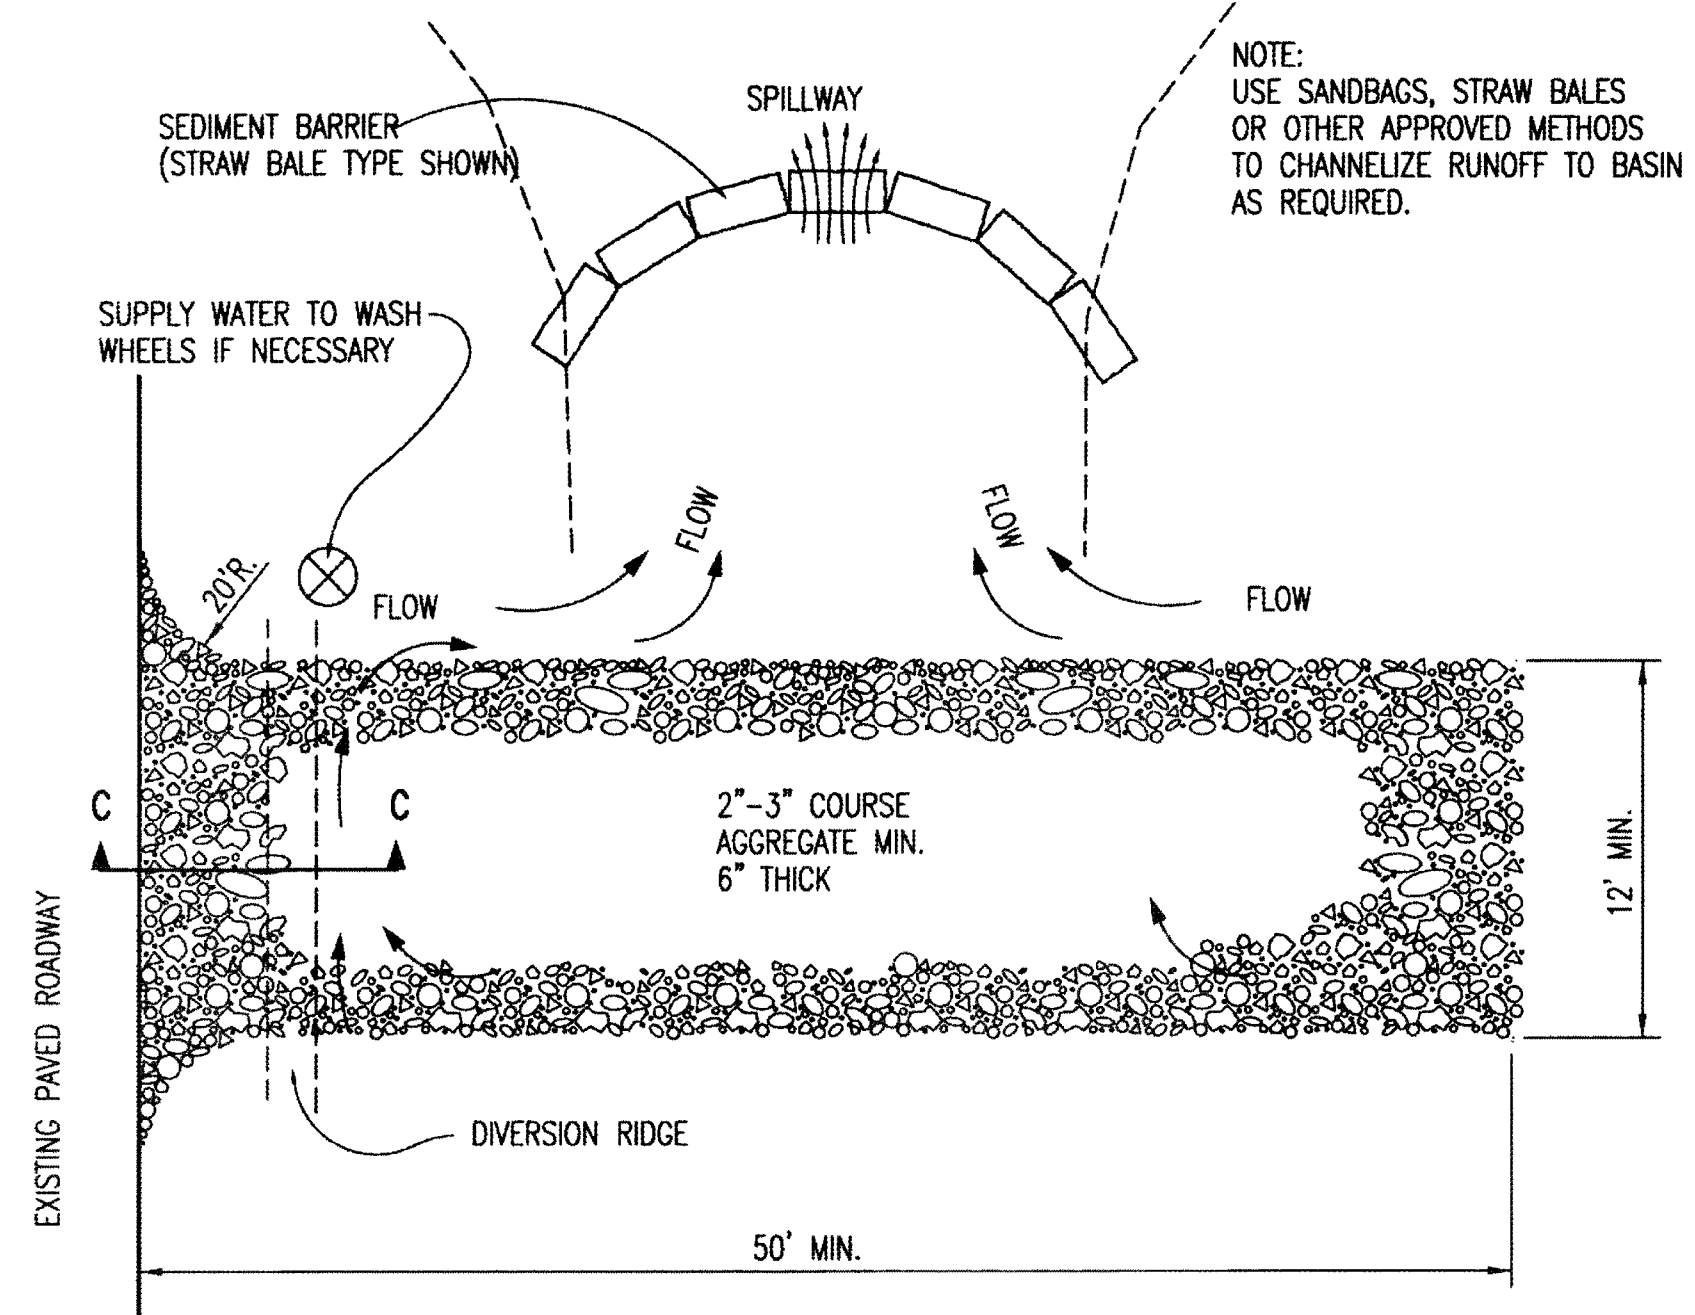 NOTE:
USE SANDBAGS, STRAW BALES
OR OTHER APPROVED METHODS
TO CHANNELIZE RUNOFF TO BASIN
AS REQUIRED.
SPILLWAY
SEDIMENT BARRIER
(STRAW BALE TYPE SHOWN)
SUPPLY WATER TO WASH
WHEELS IF NECESSARY
FLOW
FLOW
20'R.
FLOW
FLOW
C
C
2"-3" COURSE
AGGREGATE MIN.
6" THICK
12' MIN.
EXISTING PAVED ROADWAY
DIVERSION RIDGE
50' MIN.